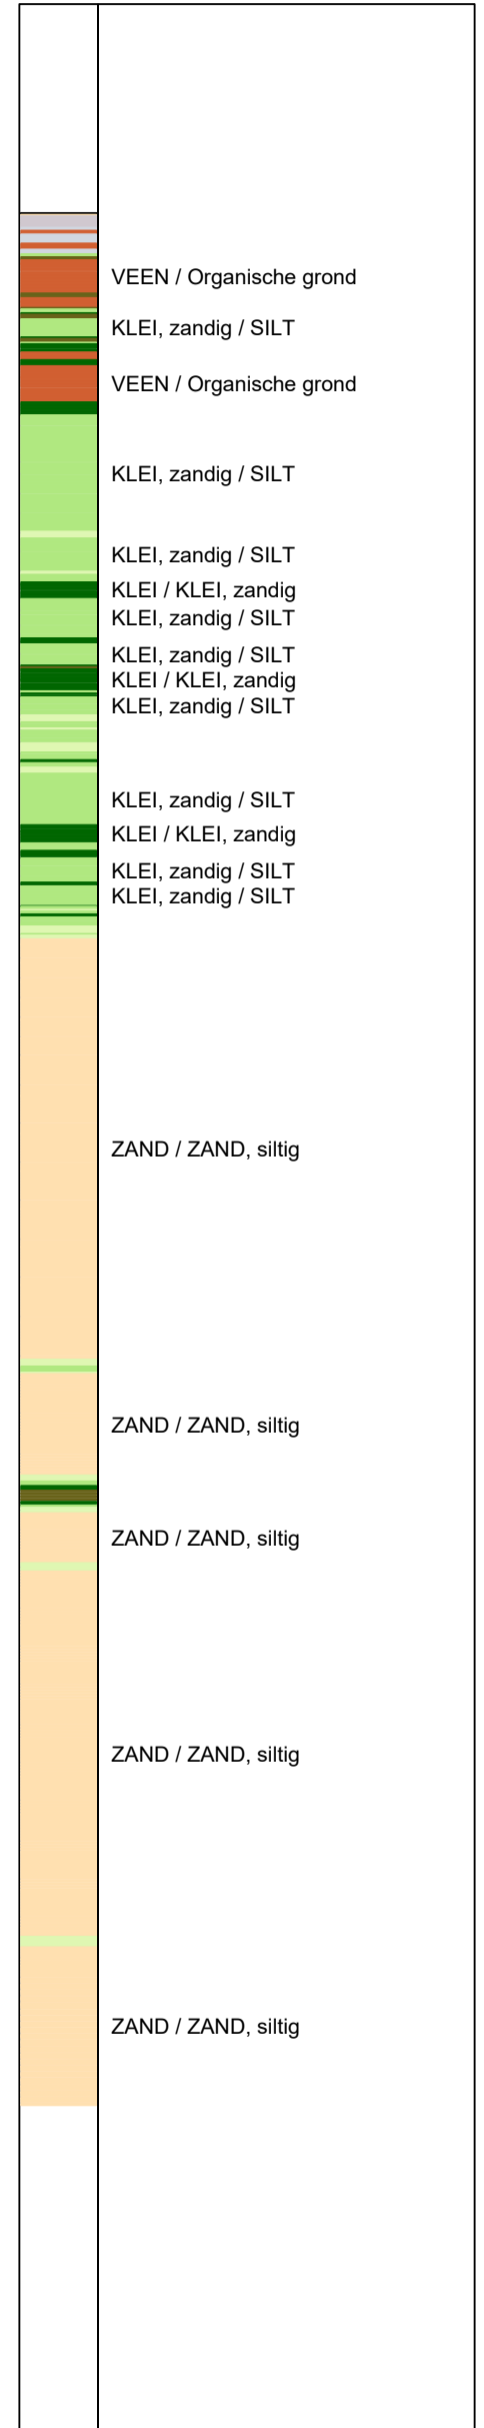 VEEN / Organische grond
KLEI, zandig / SILT
VEEN / Organische grond
KLEI, zandig / SILT
KLEI, zandig / SILT
KLEI / KLEI, zandig
KLEI, zandig / SILT
KLEI, zandig / SILT
KLEI / KLEI, zandig
KLEI, zandig / SILT
KLEI, zandig / SILT
KLEI / KLEI, zandig
KLEI, zandig / SILT
KLEI, zandig / SILT
ZAND / ZAND, siltig
ZAND / ZAND, siltig
ZAND / ZAND, siltig
ZAND / ZAND, siltig
ZAND / ZAND, siltig